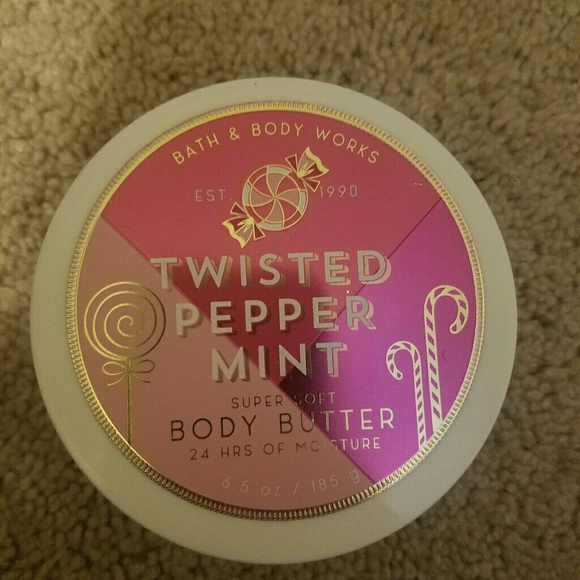 BATH & BODY WORKS
EST. 1990
TWISTED
PEPPER
MINT
SUPER SOFT
BODY BUTTER
24 HRS OF MOISTURE
6.5 oz / 185 g